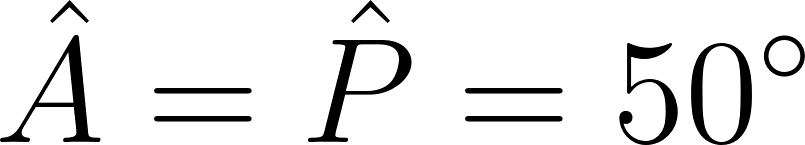 Â = P̂ = 50°